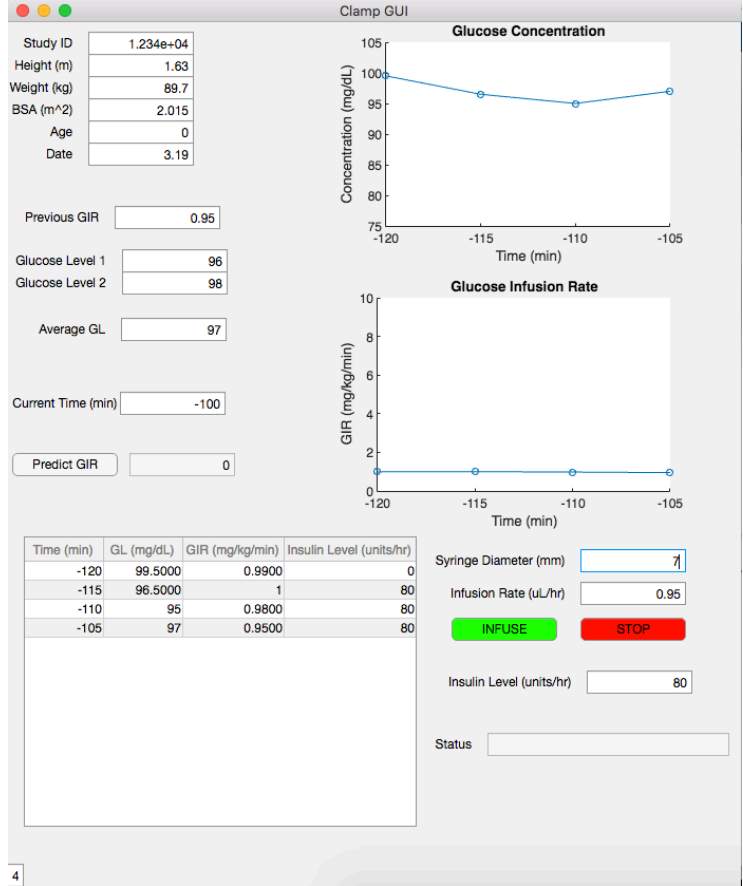 Clamp GUI
Study ID 1.234e+04
Height (m) 1.63
Weight (kg) 89.7
BSA (m^2) 2.015
Age 0
Date 3.19
Previous GIR 0.95
Glucose Level 1 96
Glucose Level 2 98
Average GL 97
Current Time (min) -100
Predict GIR 0
Glucose Concentration
Concentration (mg/dL)
105
100
95
90
85
80
75
-120 -115 -110 -105
Time (min)
Glucose Infusion Rate
GIR (mg/kg/min)
10
8
6
4
2
0
-120 -115 -110 -105
Time (min)
Time (min) GL (mg/dL) GIR (mg/kg/min) Insulin Level (units/hr)
-120 99.5000 0.9900 0
-115 96.5000 1 80
-110 95 0.9800 80
-105 97 0.9500 80
Syringe Diameter (mm) 7
Infusion Rate (uL/hr) 0.95
INFUSE STOP
Insulin Level (units/hr) 80
Status
4